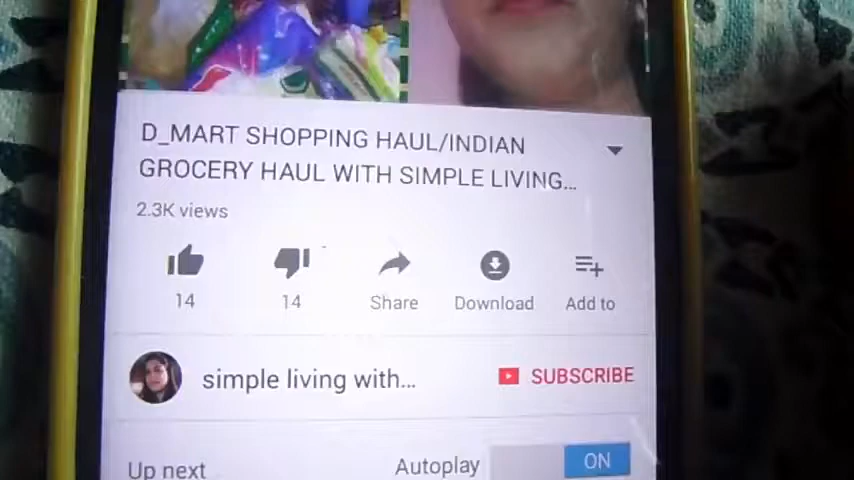 D_MART SHOPPING HAUL/INDIAN
GROCERY HAUL WITH SIMPLE LIVING...
2.3K views
14 14 Share Download Add to
simple living with... SUBSCRIBE
Up next Autoplay ON